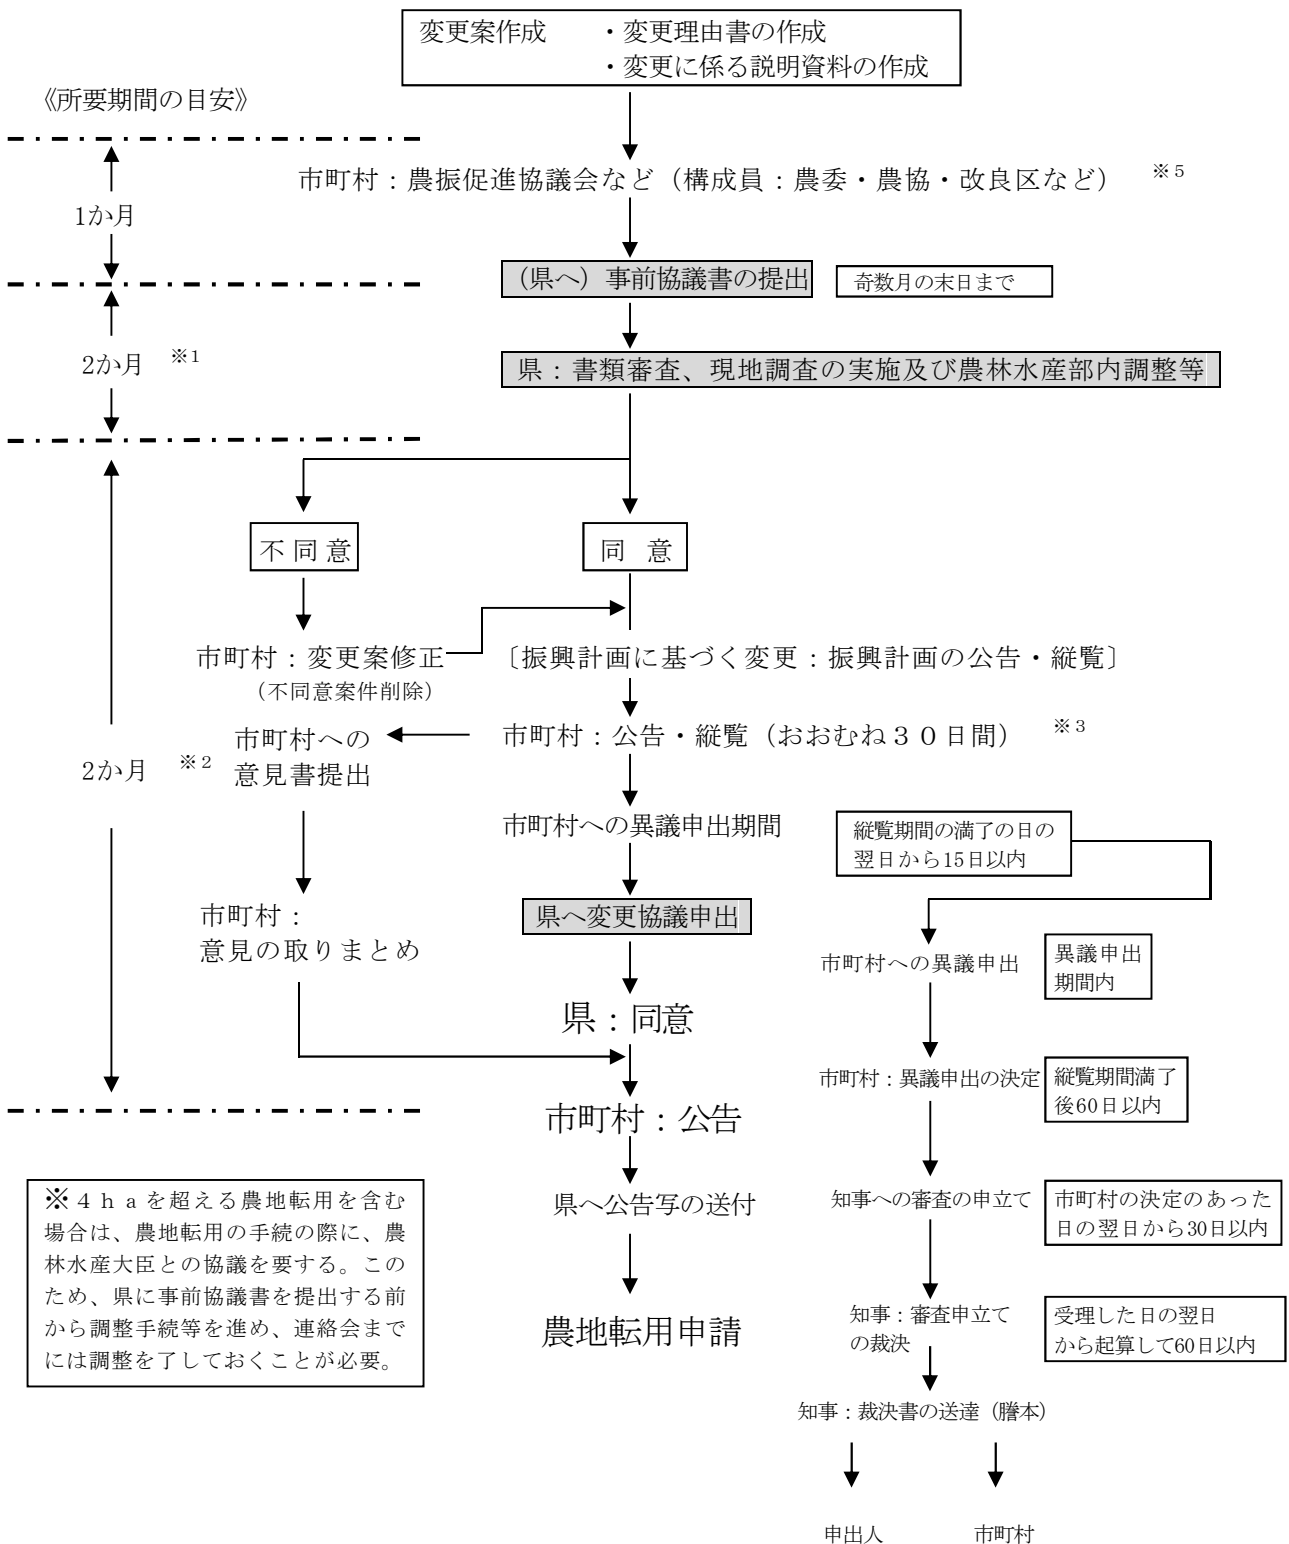 変更案作成　・変更理由書の作成
・変更に係る説明資料の作成
《所要期間の目安》
市町村：農振促進協議会など（構成員：農委・農協・改良区など）　※５
1か月
（県へ）事前協議書の提出
奇数月の末日まで
2か月　※1
県：書類審査、現地調査の実施及び農林水産部内調整等
不同意
同　意
市町村：変更案修正
（不同意案件削除）
〔振興計画に基づく変更：振興計画の公告・縦覧〕
市町村：公告・縦覧（おおむね３０日間）　※３
市町村への
意見書提出
2か月　※２
市町村への異議申出期間
縦覧期間の満了の日の
翌日から15日以内
市町村：
意見の取りまとめ
県へ変更協議申出
市町村への異議申出
異議申出
期間内
県：同意
市町村：異議申出の決定
縦覧期間満了
後60日以内
市町村：公告
県へ公告写の送付
知事への審査の申立て
市町村の決定のあった
日の翌日から30日以内
※４ｈａを超える農地転用を含む
場合は、農地転用の手続の際に、農
林水産大臣との協議を要する。この
ため、県に事前協議書を提出する前
から調整手続等を進め、連絡会まで
には調整を了しておくことが必要。
農地転用申請
知事：審査申立て
の裁決
受理した日の翌日
から起算して60日以内
知事：裁決書の送達（謄本）
申出人
市町村